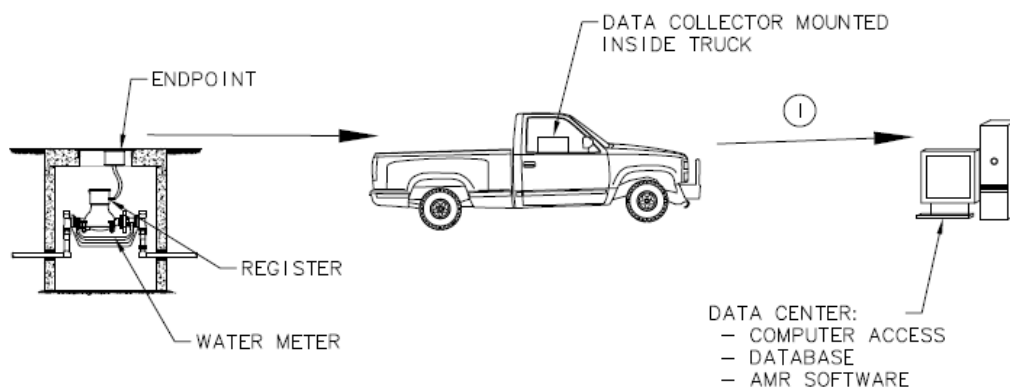 DATA COLLECTOR MOUNTED
INSIDE TRUCK
ENDPOINT
1
REGISTER
WATER METER
DATA CENTER:
– COMPUTER ACCESS
– DATABASE
– AMR SOFTWARE